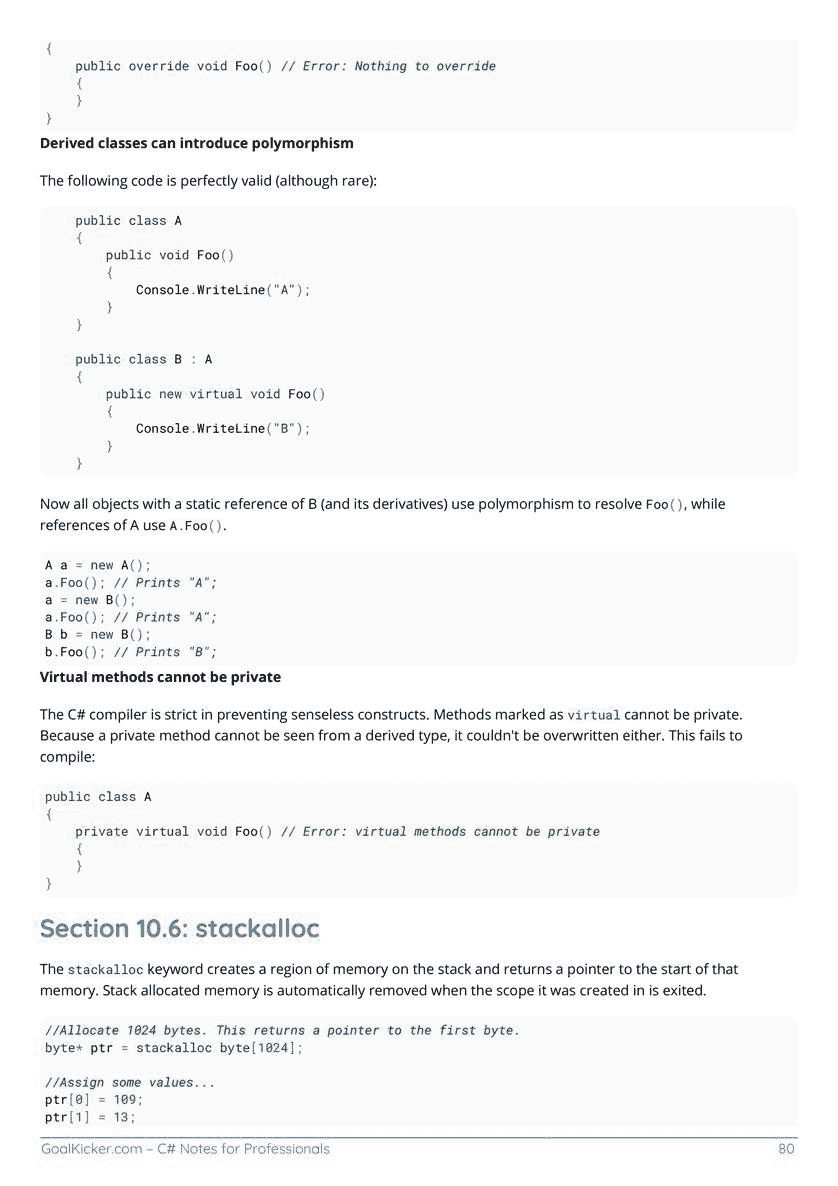 {
    public override void Foo() // Error: Nothing to override
    {
    }
}
Derived classes can introduce polymorphism
The following code is perfectly valid (although rare):
    public class A
    {
        public void Foo()
        {
            Console.WriteLine("A");
        }
    }

    public class B : A
    {
        public new virtual void Foo()
        {
            Console.WriteLine("B");
        }
    }
Now all objects with a static reference of B (and its derivatives) use polymorphism to resolve Foo(), while
references of A use A.Foo().
A a = new A();
a.Foo(); // Prints "A";
a = new B();
a.Foo(); // Prints "A";
B b = new B();
b.Foo(); // Prints "B";
Virtual methods cannot be private
The C# compiler is strict in preventing senseless constructs. Methods marked as virtual cannot be private.
Because a private method cannot be seen from a derived type, it couldn't be overwritten either. This fails to
compile:
public class A
{
    private virtual void Foo() // Error: virtual methods cannot be private
    {
    }
}
Section 10.6: stackalloc
The stackalloc keyword creates a region of memory on the stack and returns a pointer to the start of that
memory. Stack allocated memory is automatically removed when the scope it was created in is exited.
//Allocate 1024 bytes. This returns a pointer to the first byte.
byte* ptr = stackalloc byte[1024];

//Assign some values...
ptr[0] = 109;
ptr[1] = 13;
GoalKicker.com – C# Notes for Professionals 80